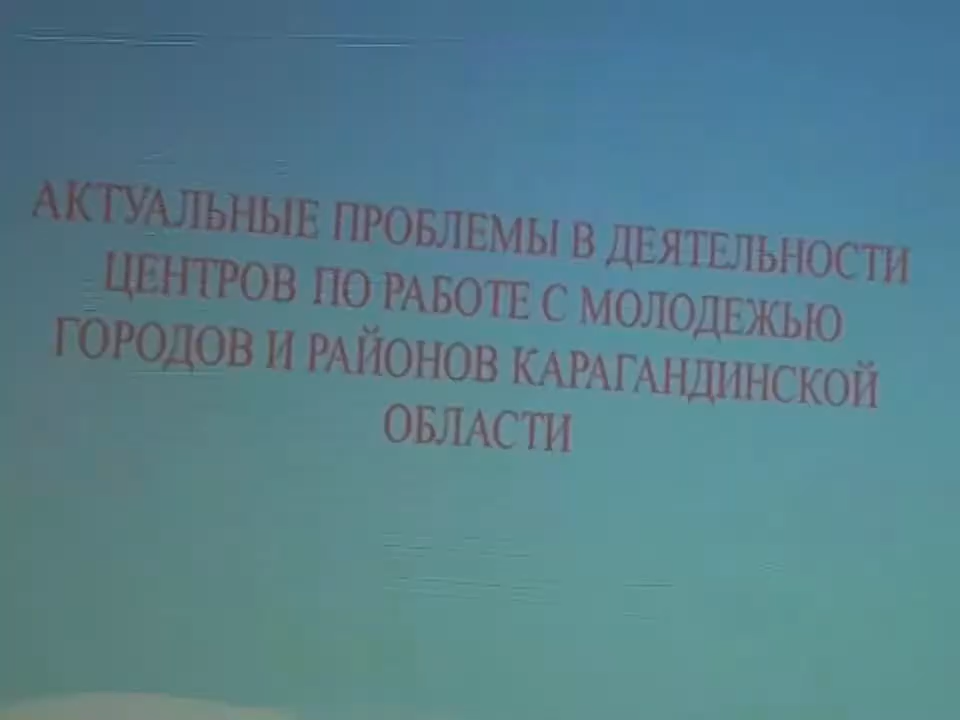 АКТУАЛЬНЫЕ ПРОБЛЕМЫ В ДЕЯТЕЛЬНОСТИ
ЦЕНТРОВ ПО РАБОТЕ С МОЛОДЕЖЬЮ
ГОРОДОВ И РАЙОНОВ КАРАГАНДИНСКОЙ
ОБЛАСТИ